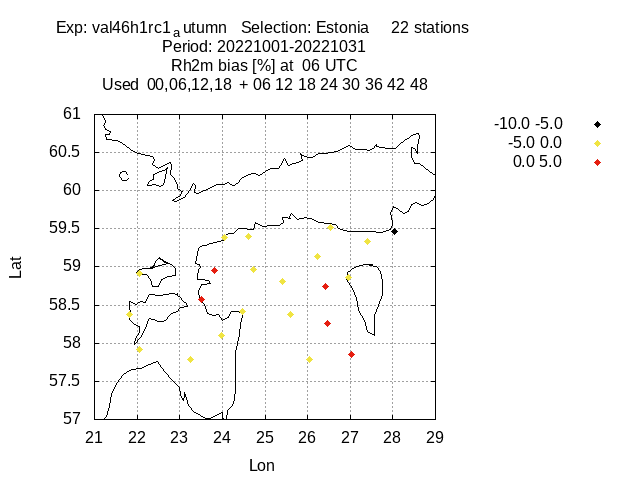 Exp: val46h1rc1autumn Selection: Estonia 22 stations
Period: 20221001-20221031
Rh2m bias [%] at 06 UTC
Used 00,06,12,18 + 06 12 18 24 30 36 42 48
-10.0 -5.0
-5.0 0.0
0.0 5.0
61
60.5
60
59.5
59
58.5
58
57.5
57
Lat
21 22 23 24 25 26 27 28 29
Lon